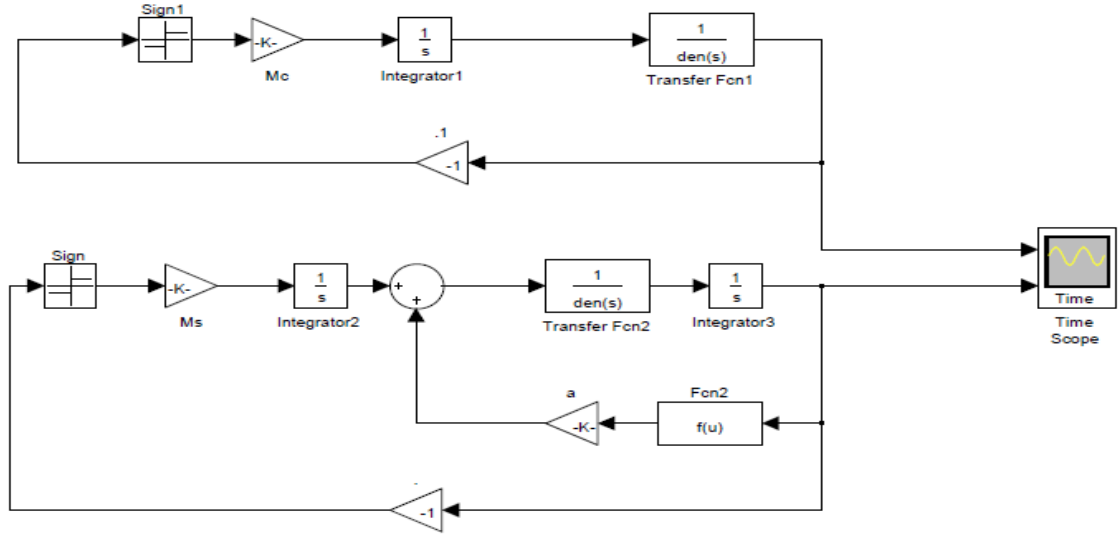 Sign1
-K-
Mc
1
s
Integrator1
1
den(s)
Transfer Fcn1
.1
-1
Sign
-K-
Ms
1
s
Integrator2
+
+
1
den(s)
Transfer Fcn2
1
s
Integrator3
Time
Time
Scope
a
-K-
Fcn2
f(u)
.
-1